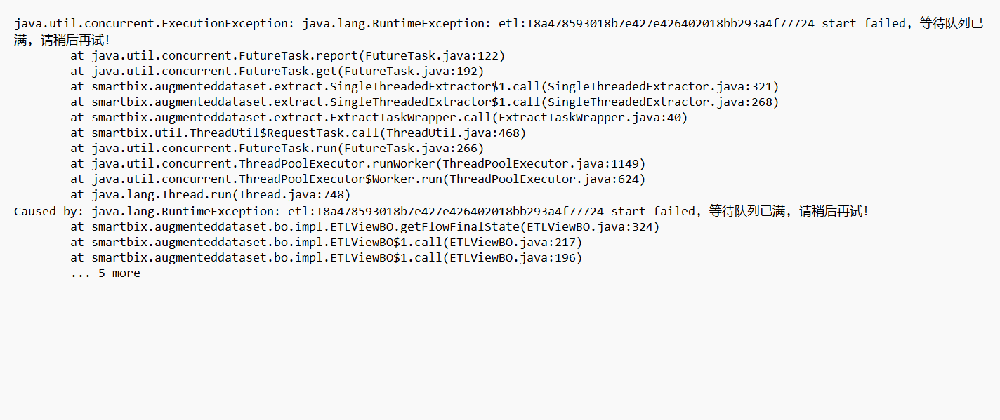 java.util.concurrent.ExecutionException: java.lang.RuntimeException: etl:I8a478593018b7e427e426402018bb293a4f77724 start failed, 等待队列已
满, 请稍后再试!
at java.util.concurrent.FutureTask.report(FutureTask.java:122)
at java.util.concurrent.FutureTask.get(FutureTask.java:192)
at smartbix.augmenteddataset.extract.SingleThreadedExtractor$1.call(SingleThreadedExtractor.java:321)
at smartbix.augmenteddataset.extract.SingleThreadedExtractor$1.call(SingleThreadedExtractor.java:268)
at smartbix.augmenteddataset.extract.ExtractTaskWrapper.call(ExtractTaskWrapper.java:40)
at smartbix.util.ThreadUtil$RequestTask.call(ThreadUtil.java:468)
at java.util.concurrent.FutureTask.run(FutureTask.java:266)
at java.util.concurrent.ThreadPoolExecutor.runWorker(ThreadPoolExecutor.java:1149)
at java.util.concurrent.ThreadPoolExecutor$Worker.run(ThreadPoolExecutor.java:624)
at java.lang.Thread.run(Thread.java:748)
Caused by: java.lang.RuntimeException: etl:I8a478593018b7e427e426402018bb293a4f77724 start failed, 等待队列已满, 请稍后再试!
at smartbix.augmenteddataset.bo.impl.ETLViewBO.getFlowFinalState(ETLViewBO.java:324)
at smartbix.augmenteddataset.bo.impl.ETLViewBO$1.call(ETLViewBO.java:217)
at smartbix.augmenteddataset.bo.impl.ETLViewBO$1.call(ETLViewBO.java:196)
... 5 more